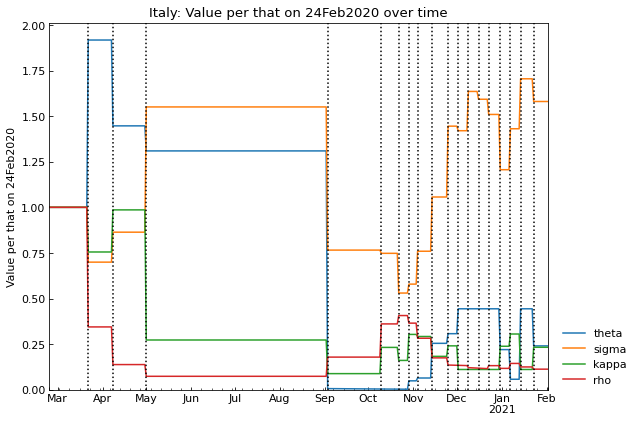 Italy: Value per that on 24Feb2020 over time
Value per that on 24Feb2020
2.00
1.75
1.50
1.25
1.00
0.75
0.50
0.25
0.00
Mar Apr May Jun Jul Aug Sep Oct Nov Dec Jan Feb
2021
theta
sigma
kappa
rho